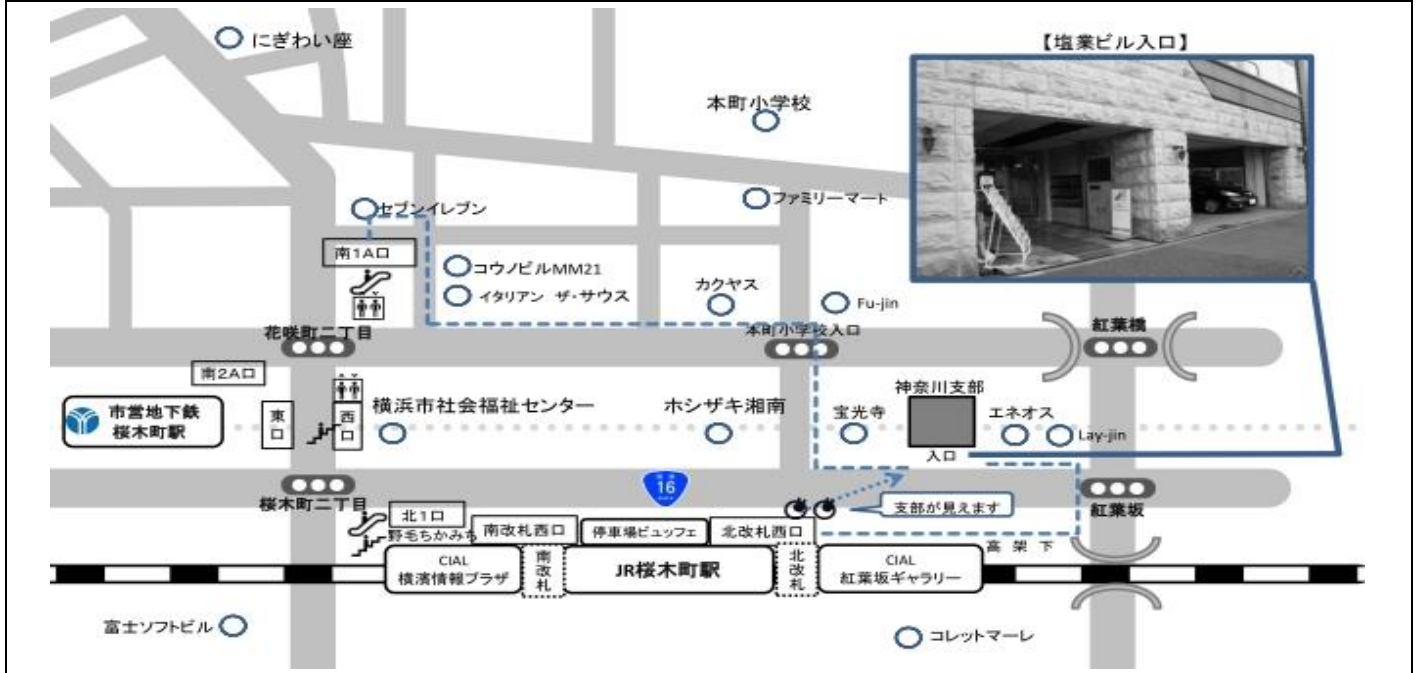 にぎわい座
【塩業ビル入口】
本町小学校
セブンイレブン
ファミリーマート
南1A口
コウノビルMM21
イタリアン ザ・サウス
カクヤス
Fu-jin
花咲町二丁目
本町小学校入口
紅葉橋
南2A口
市営地下鉄
桜木町駅
東口
西口
横浜市社会福祉センター
ホシザキ湘南
宝光寺
神奈川支部
エネオス
Lay-jin
入口
桜木町二丁目
16
支部が見えます
紅葉坂
北1口
野毛ちかみち
南改札西口
停車場ビュッフェ
北改札西口
高架下
CIAL
横濱情報プラザ
南改札
JR桜木町駅
北改札
CIAL
紅葉坂ギャラリー
富士ソフトビル
コレットマーレ